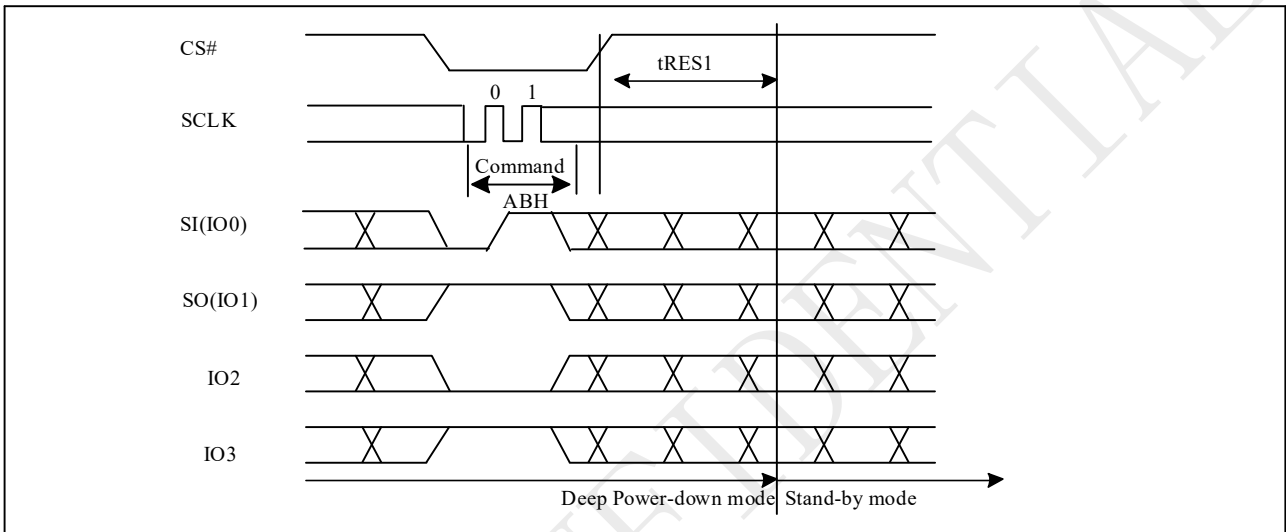 CS#
tRES1
0 1
SCLK
Command
ABH
SI(IO0)
SO(IO1)
IO2
IO3
Deep Power-down mode Stand-by mode